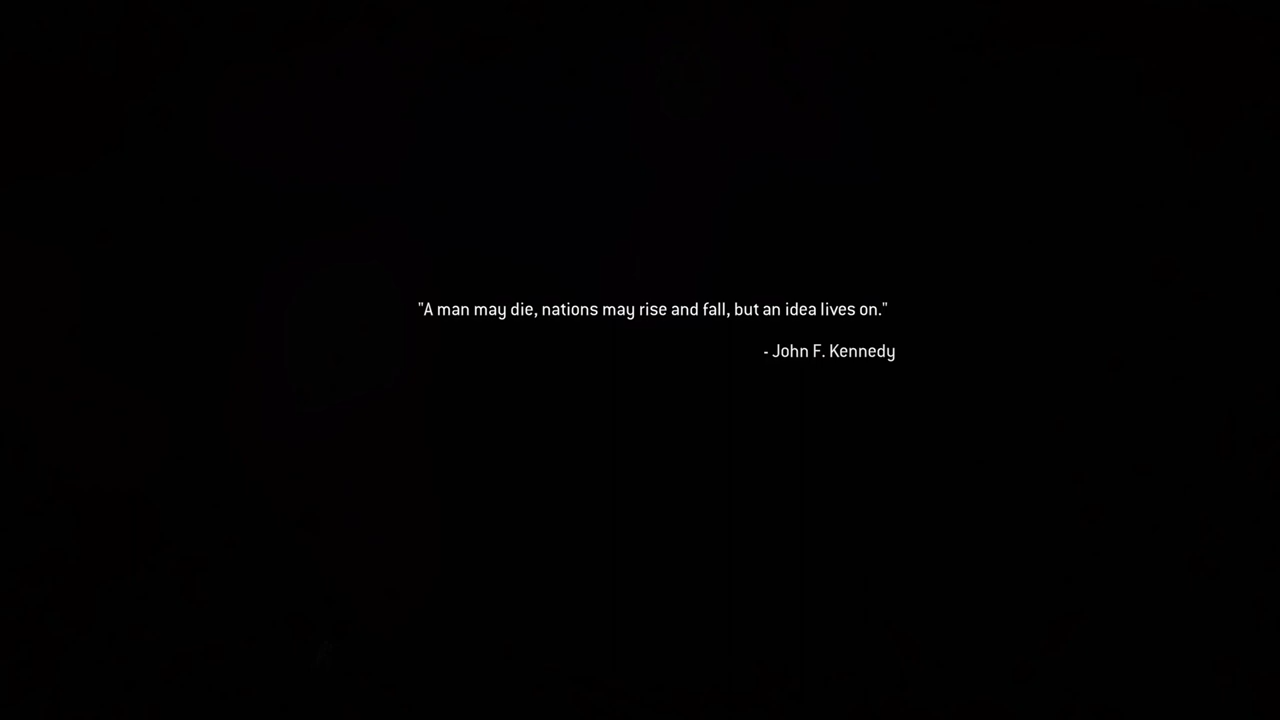 "A man may die, nations may rise and fall, but an idea lives on."
- John F. Kennedy